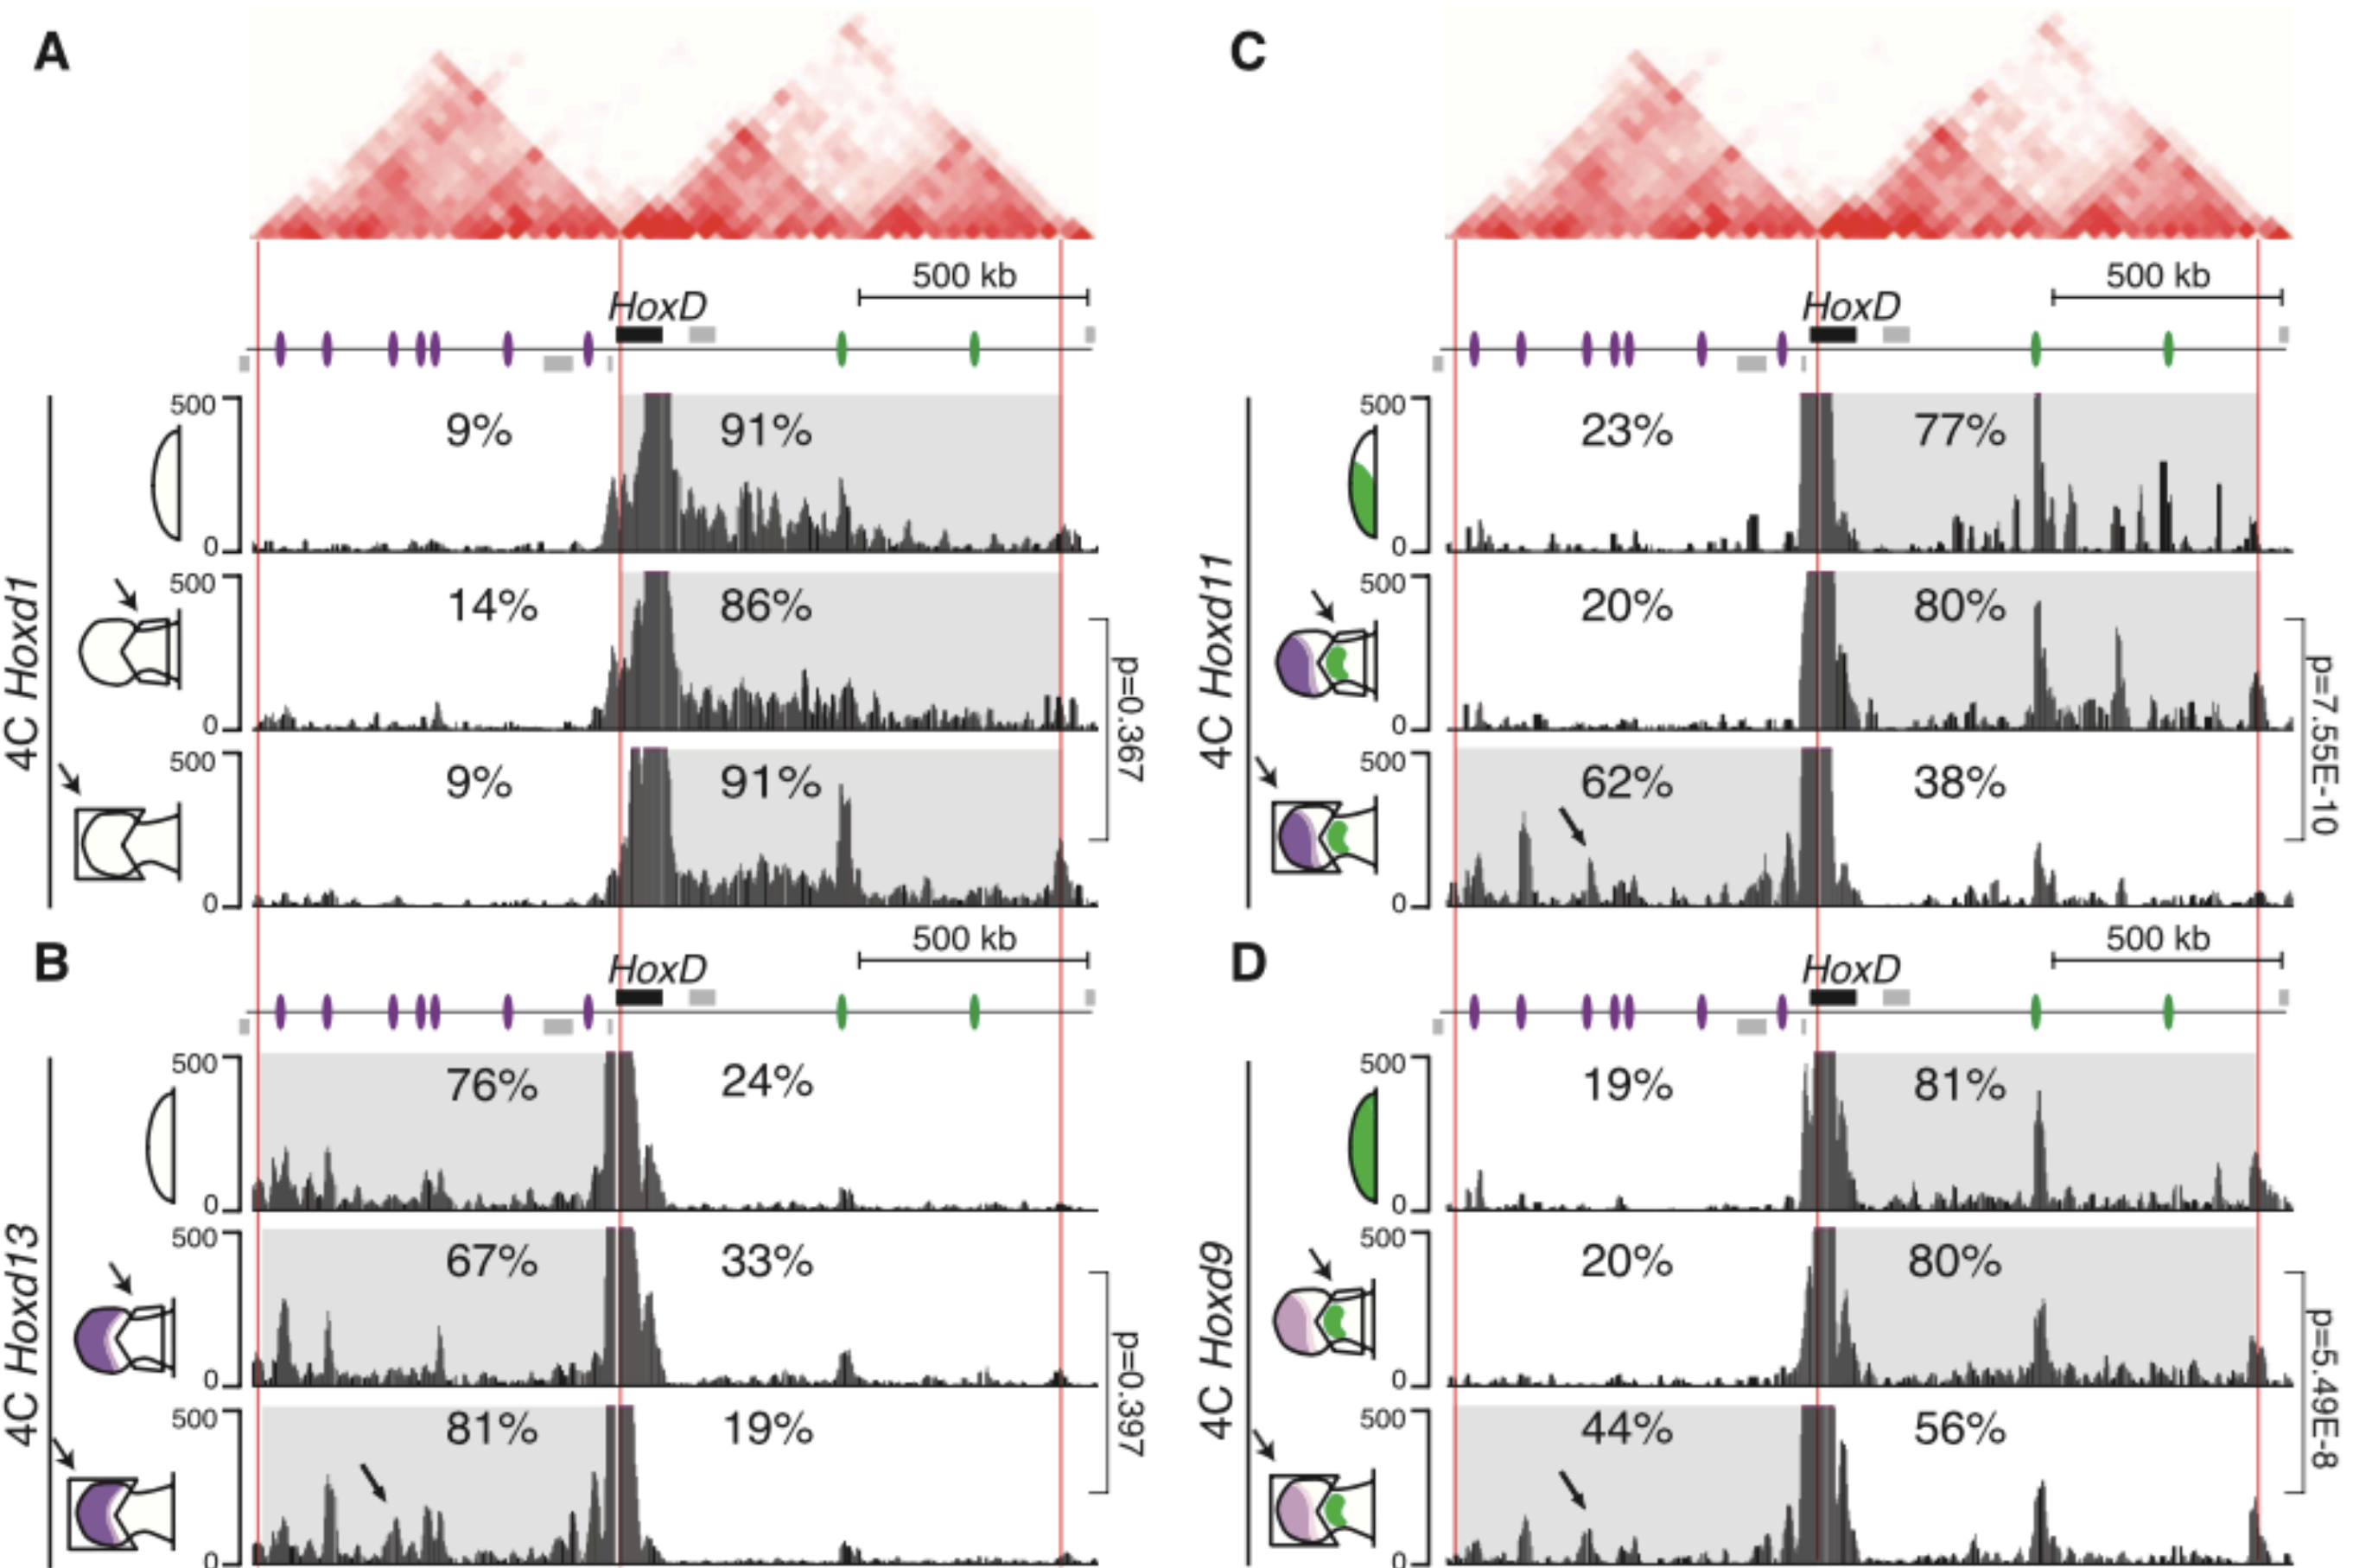 A
500 kb
HoxD
4C Hoxd1
500
9%
91%
0
500
14%
86%
0
p=0.367
500
9%
91%
0
B
500 kb
HoxD
4C Hoxd13
500
76%
24%
0
500
67%
33%
0
p=0.397
500
81%
19%
0
C
500 kb
HoxD
4C Hoxd11
500
23%
77%
0
500
20%
80%
0
p=7.55E-10
500
62%
38%
0
D
500 kb
HoxD
4C Hoxd9
500
19%
81%
0
500
20%
80%
0
p=5.49E-8
500
44%
56%
0